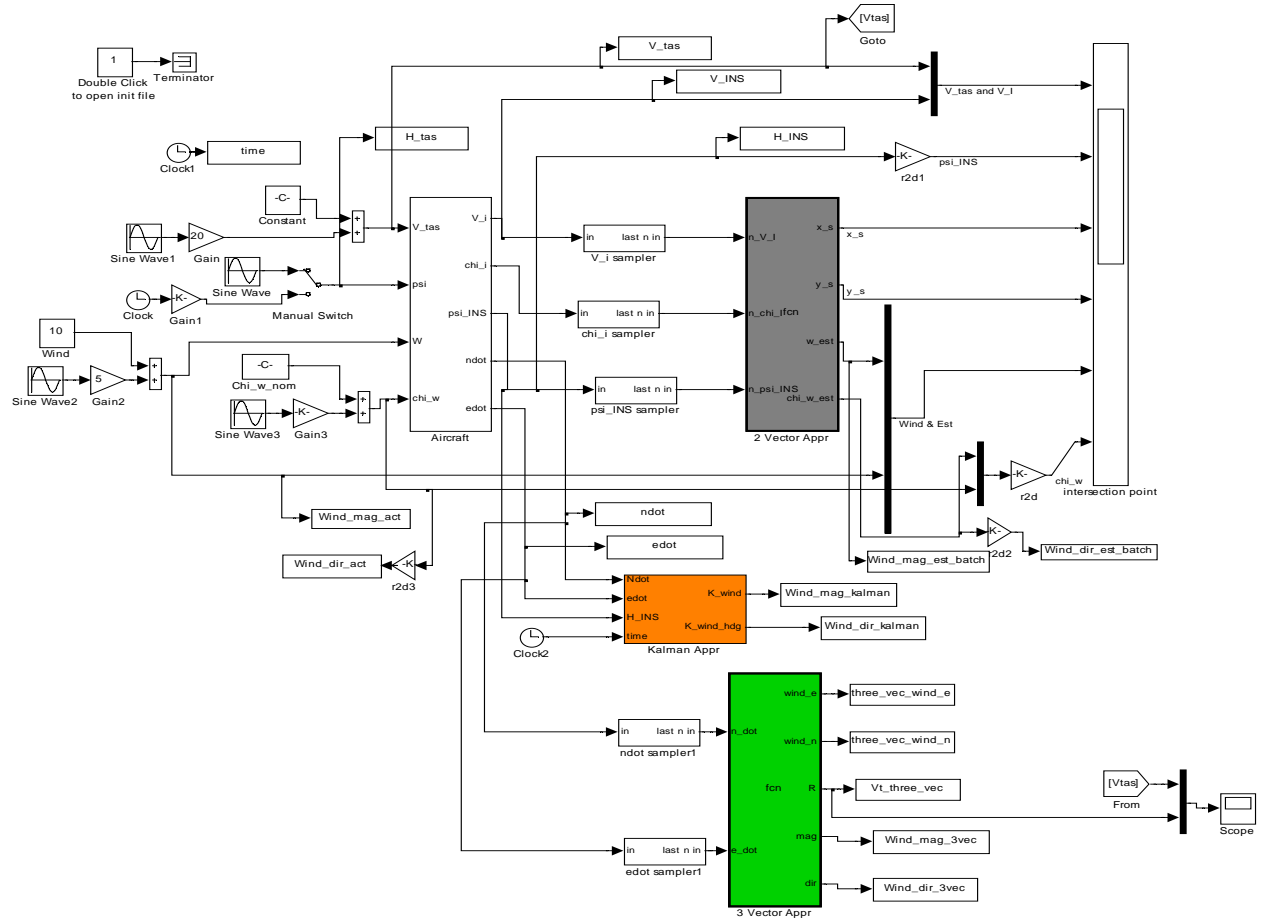 [Vtas]
Goto
V_tas
V_INS
1
Terminator
Double Click
to open init file
V_tas and V_I
H_tas
H_INS
time
Clock1
-K-
psi_INS
r2d1
-C-
Constant
+
+
V_tas
V_i
in
last n in
V_i sampler
n_V_I
x_s
x_s
20
Sine Wave1
Gain
Sine Wave
chi_i
psi
y_s
y_s
-K-
Clock
Gain1
Manual Switch
psi_INS
in
last n in
chi_i sampler
n_chi_I
fcn
10
Wind
W
w_est
+
+
ndot
-C-
Chi_w_nom
5
Sine Wave2
Gain2
+
+
in
last n in
psi_INS sampler
n_psi_INS
chi_w_est
chi_w
edot
-K-
Sine Wave3
Gain3
Aircraft
2 Vector Appr
Wind & Est
-K-
r2d
chi_w
intersection point
Wind_mag_act
ndot
edot
K-
r2d2
Wind_dir_est_batch
Wind_mag_est_batch
Wind_dir_act
-K
r2d3
Ndot
edot
H_INS
time
K_wind
K_wind_hdg
Kalman Appr
Wind_mag_kalman
Wind_dir_kalman
Clock2
wind_e
three_vec_wind_e
in
last n in
ndot sampler1
n_dot
wind_n
three_vec_wind_n
fcn
R
Vt_three_vec
[Vtas]
From
Scope
mag
Wind_mag_3vec
in
last n in
edot sampler1
e_dot
dir
Wind_dir_3vec
3 Vector Appr